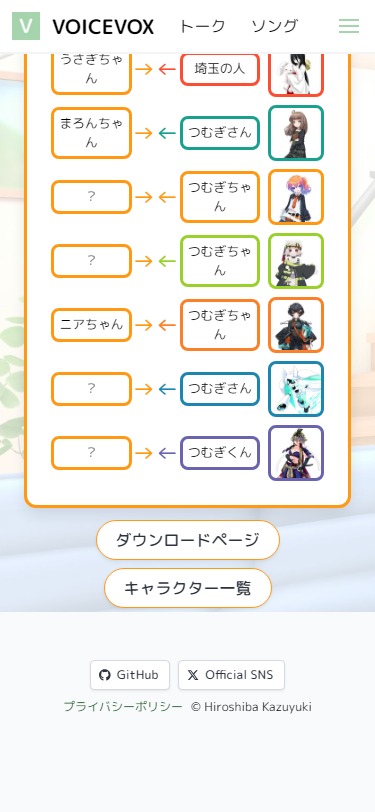 V VOICEVOX トーク ソング
うさぎちゃ
ん
埼玉の人
まろんちゃ
ん
つむぎさん
?
つむぎちゃ
ん
?
つむぎちゃ
ん
ニアちゃん
つむぎちゃ
ん
?
つむぎさん
?
つむぎくん
ダウンロードページ
キャラクター一覧
GitHub
Official SNS
プライバシーポリシー © Hiroshiba Kazuyuki